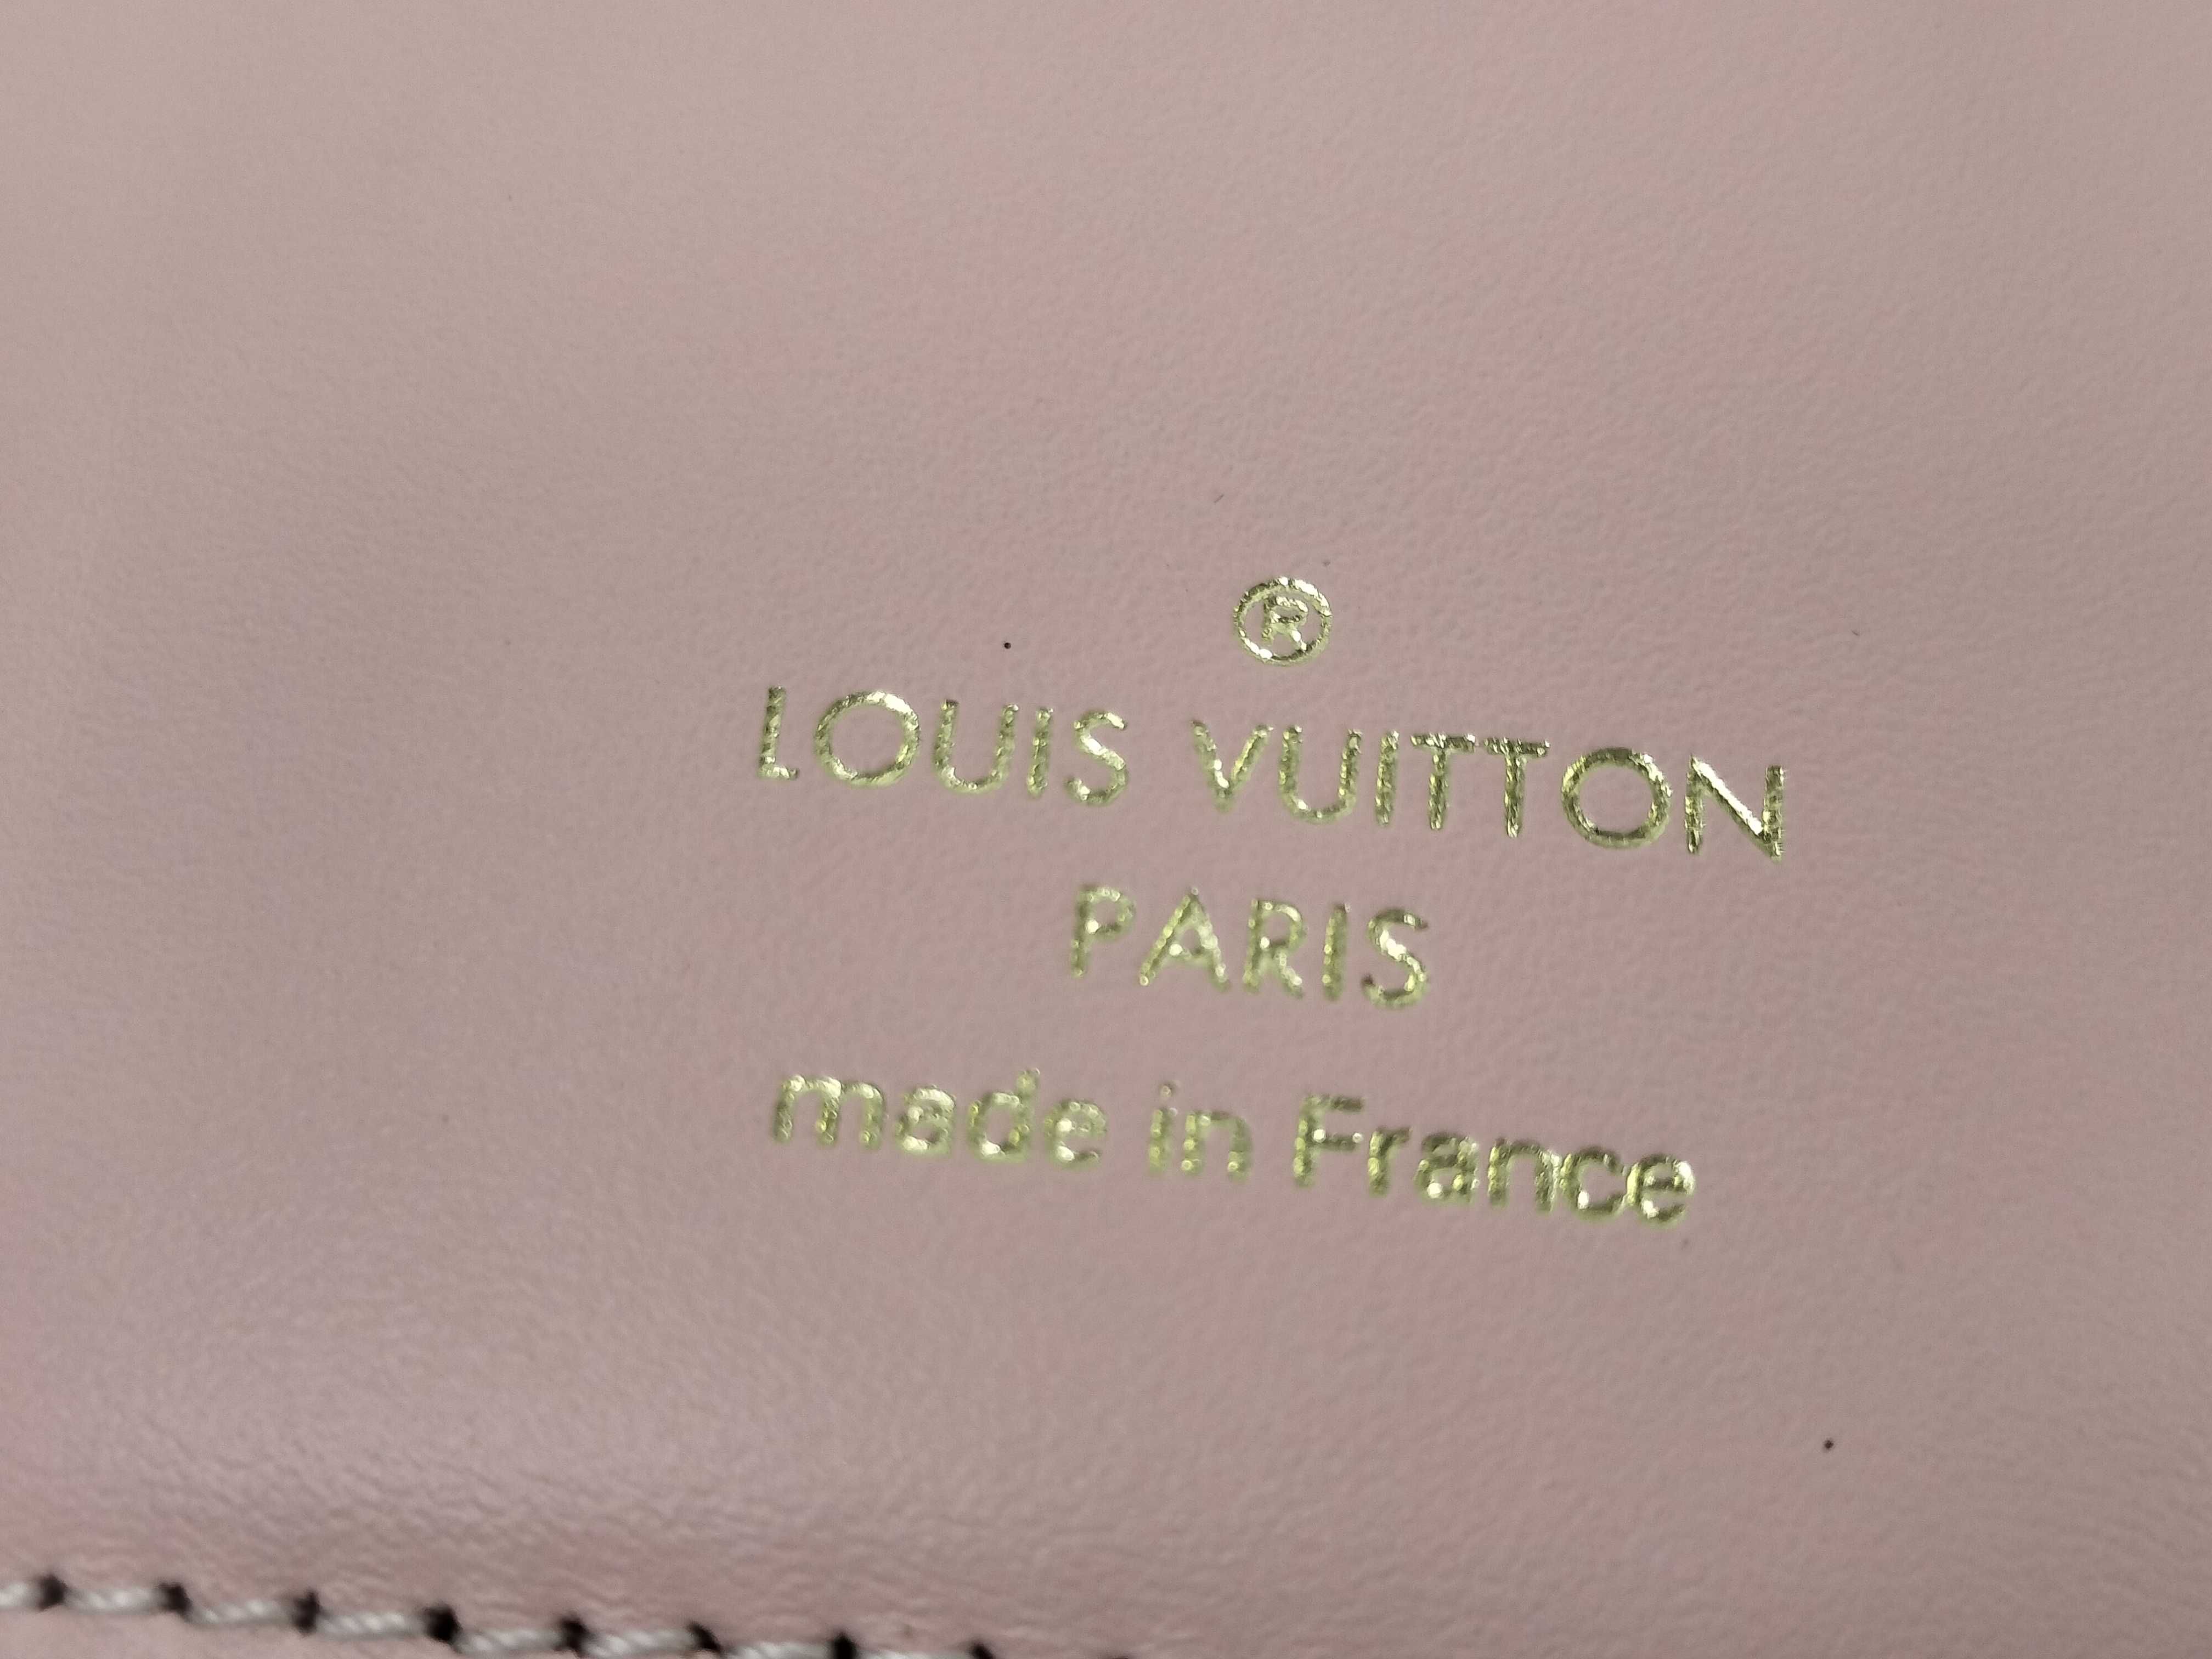 ®
LOUIS VUITTON
PARIS
made in France